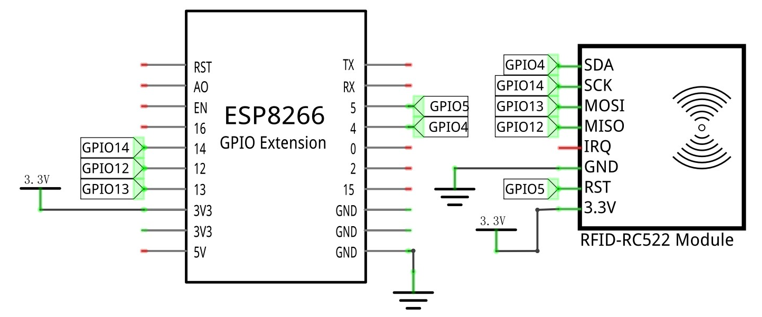 ESP8266
GPIO Extension
RST
AO
EN
16
14
12
13
3V3
3V3
5V
TX
RX
5
4
0
2
15
GND
GND
GND
GPIO14
GPIO12
GPIO13
3.3V
GPIO5
GPIO4
GPIO4
GPIO14
GPIO13
GPIO12
GPIO5
3.3V
SDA
SCK
MOSI
MISO
IRQ
GND
RST
3.3V
RFID-RC522 Module